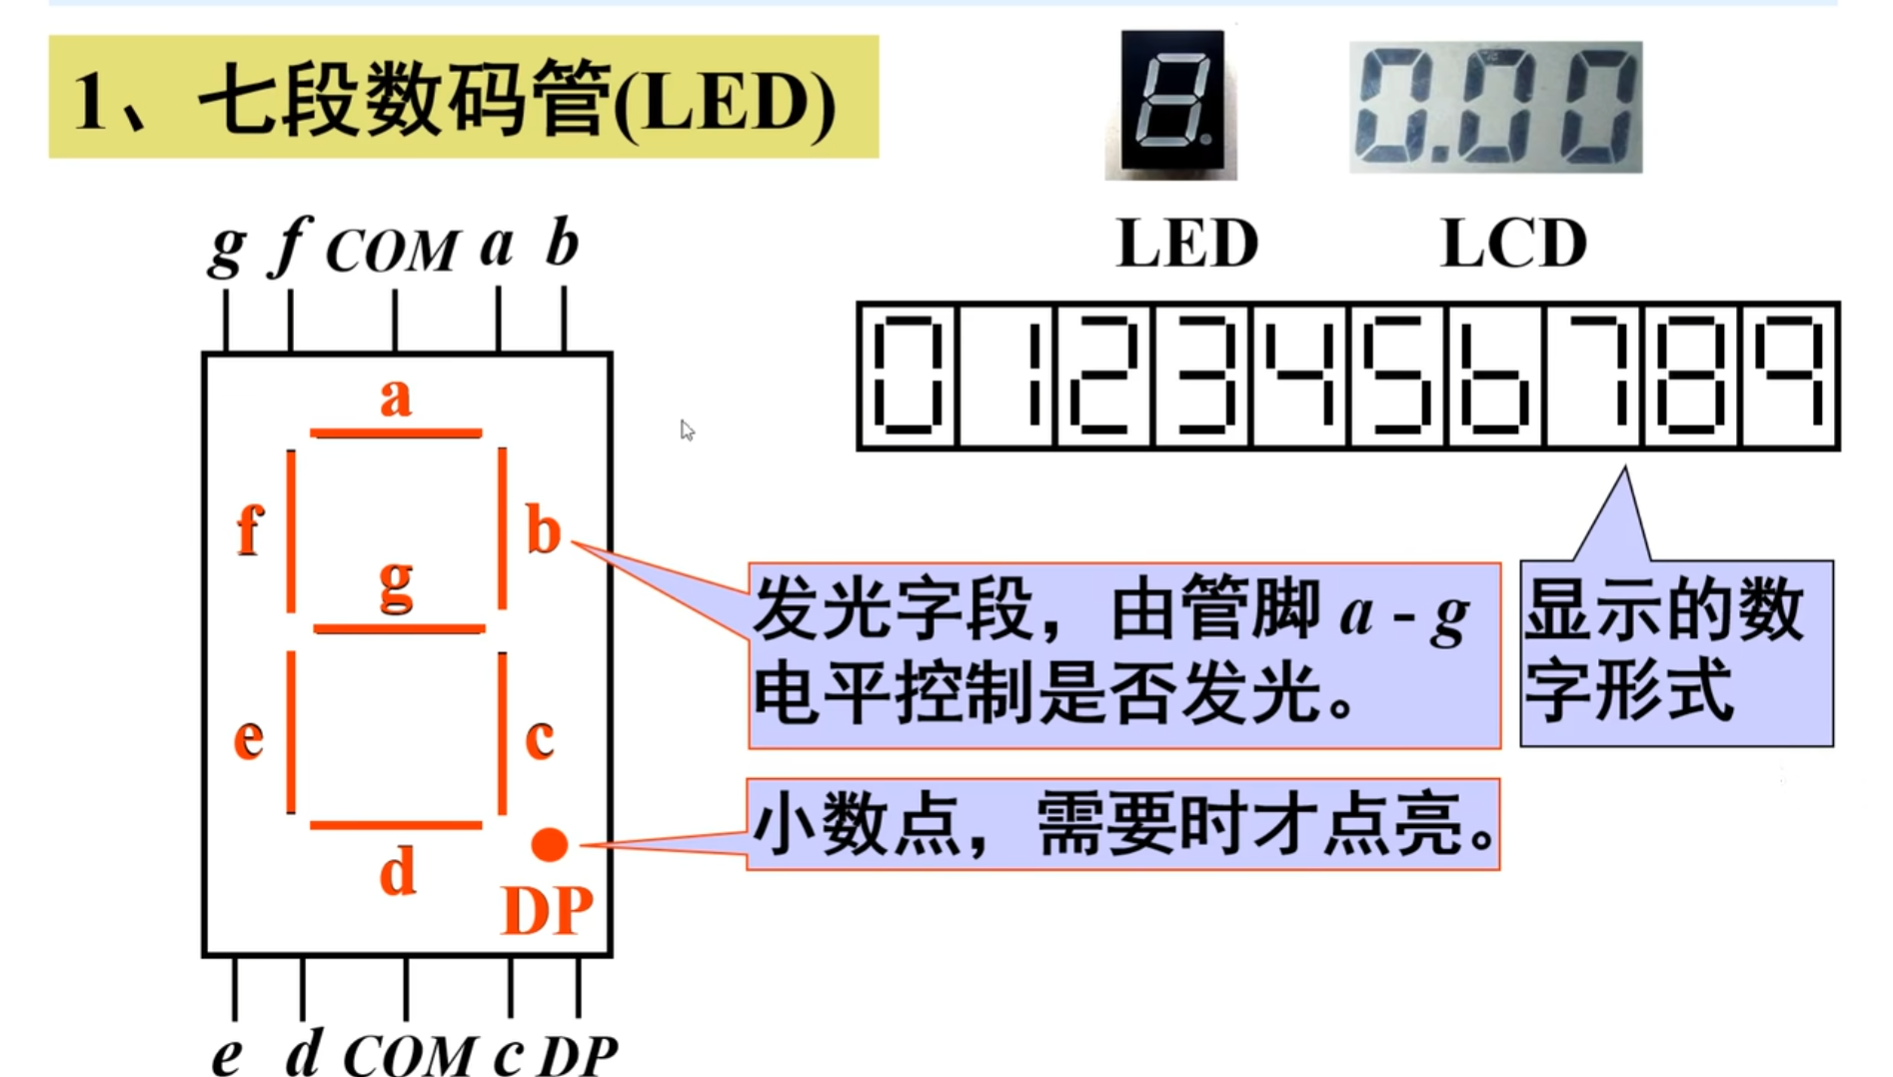 1、七段数码管(LED)
0.00
LED
LCD
g f COM a b
0 1 2 3 4 5 6 7 8 9
a
f
b
g
e
c
d
DP
发光字段，由管脚 a - g
电平控制是否发光。
显示的数
字形式
小数点，需要时才点亮。
e d COM c DP